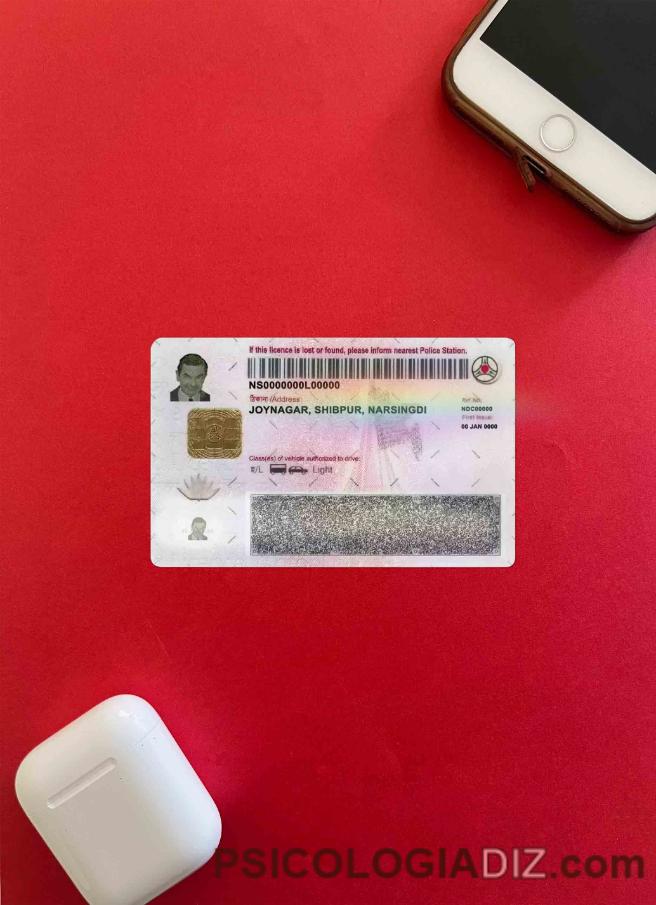 If this licence is lost or found, please inform nearest Police Station.
NS0000000L00000
ঠিকানা /Address
JOYNAGAR, SHIBPUR, NARSINGDI
Ref. No.
NDC00000
First Issue:
00 JAN 0000
Class(es) of vehicle authorized to drive:
হা/L Light
PSICOLOGIADIZ.com